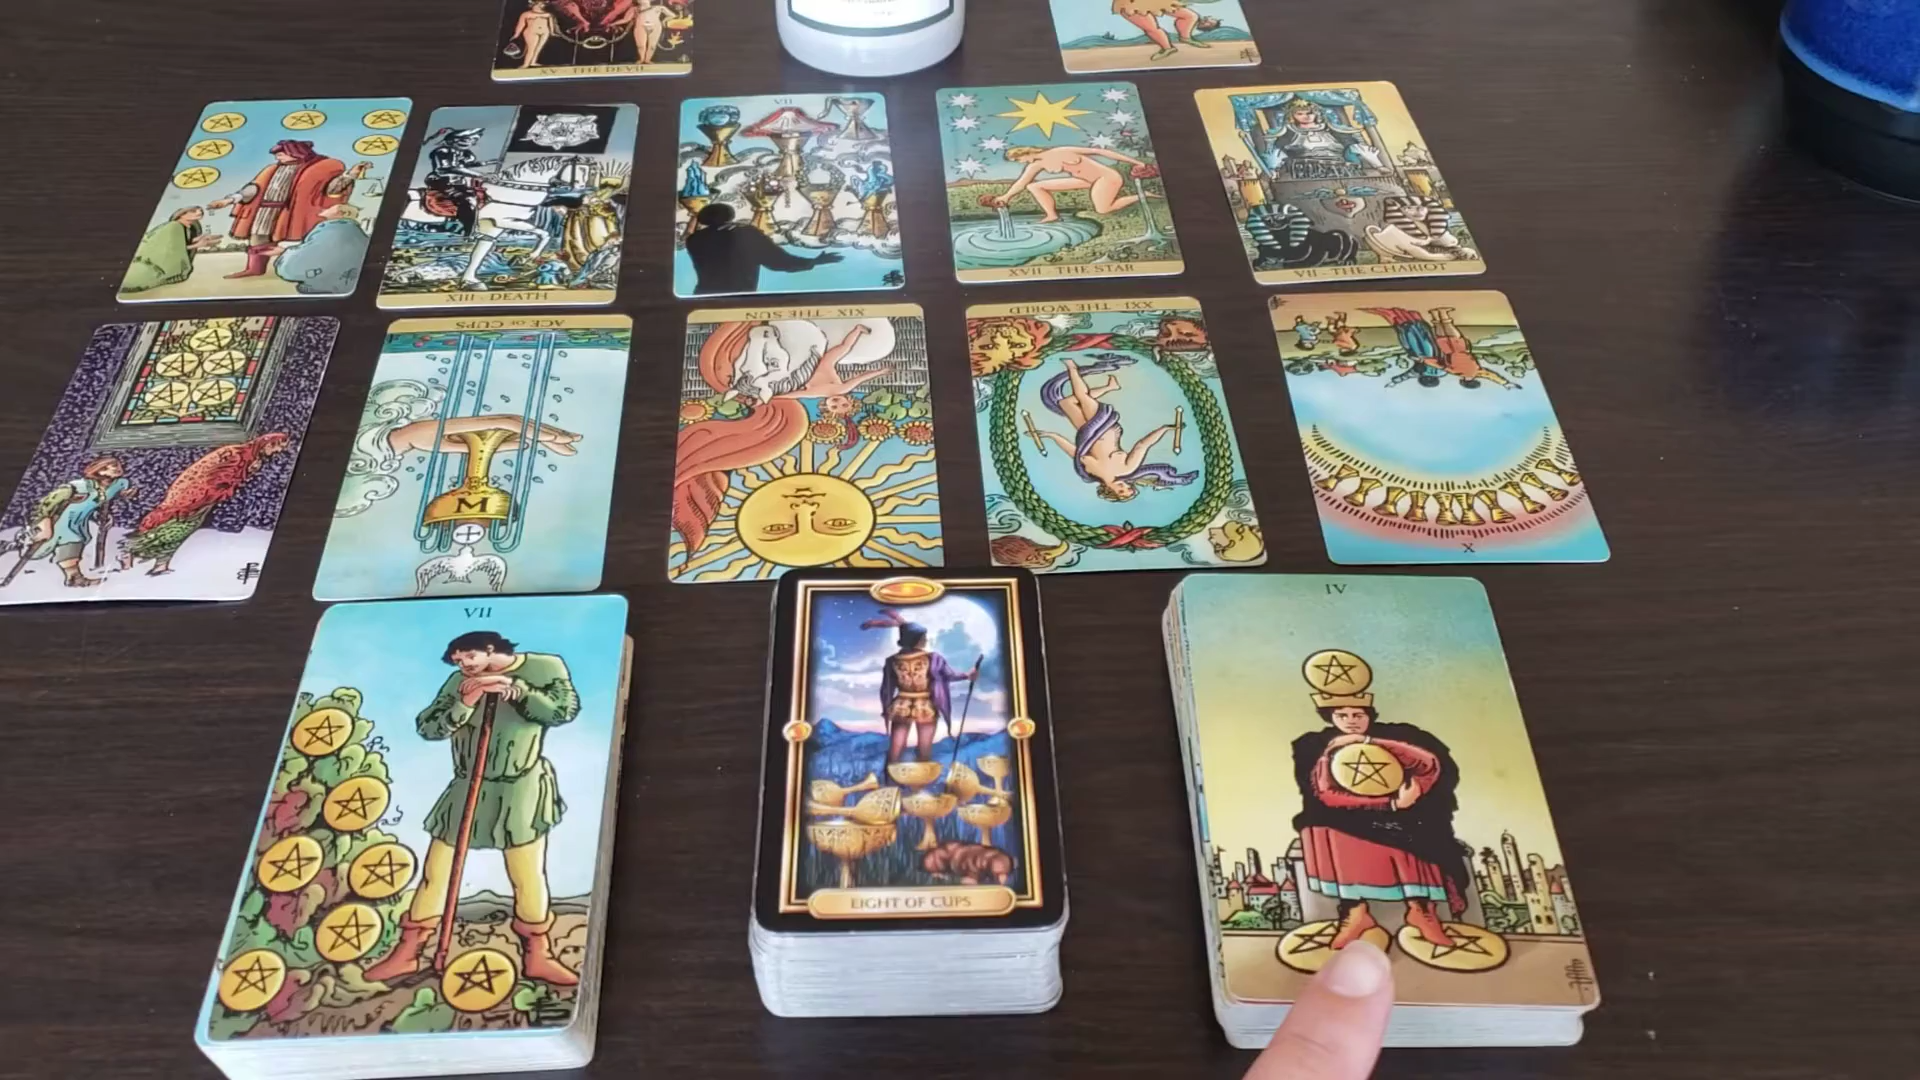 XV - THE DEVIL
VI
XIII - DEATH
VII
XVII - THE STAR
VII - THE CHARIOT
ACE OF CUPS
XIX - THE SUN
XXI - THE WORLD
M
X
VII
EIGHT OF CUPS
IV